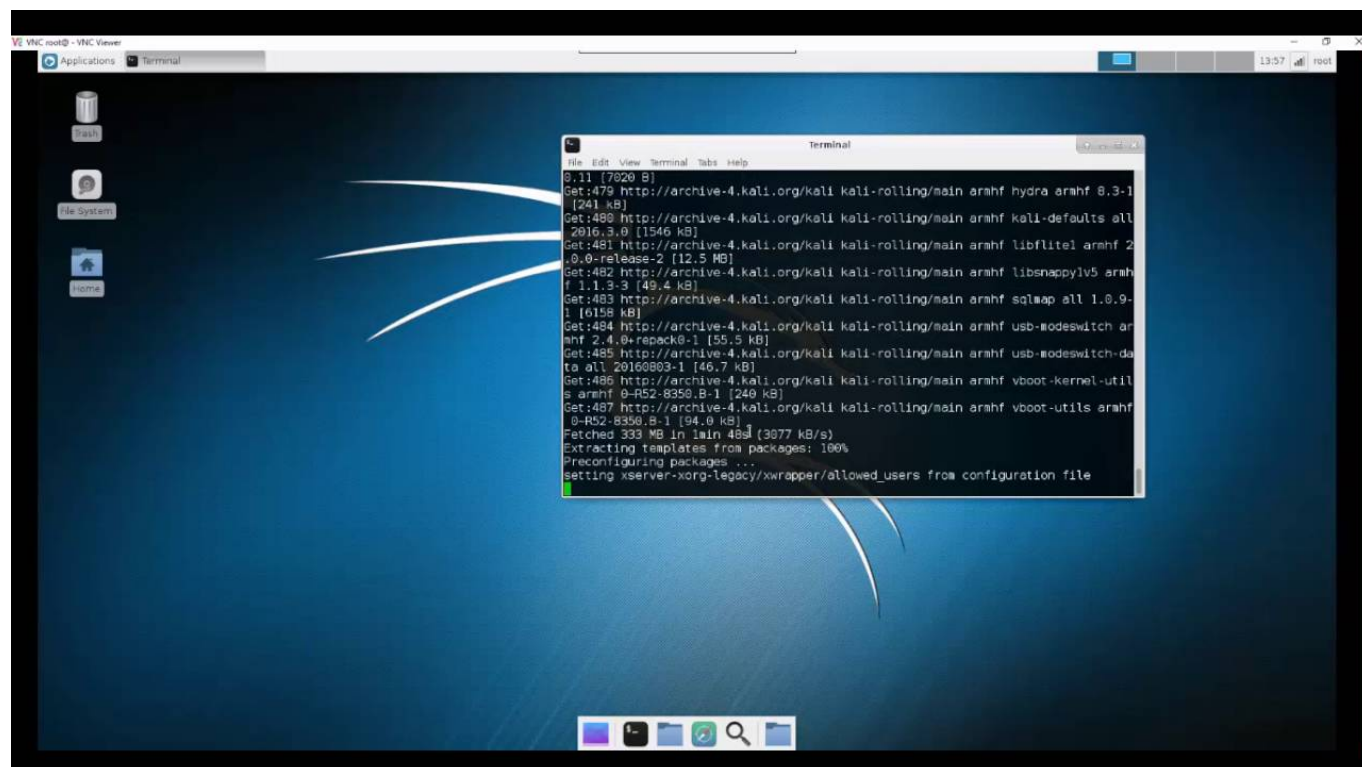 VNC root@ - VNC Viewer
Applications Terminal 13:57 root
Trash
File System
Home
Terminal
File Edit View Terminal Tabs Help
0.11 [7020 B]
Get:479 http://archive-4.kali.org/kali kali-rolling/main armhf hydra armhf 8.3-1
[241 kB]
Get:480 http://archive-4.kali.org/kali kali-rolling/main armhf kali-defaults all
2016.3.0 [1546 kB]
Get:481 http://archive-4.kali.org/kali kali-rolling/main armhf libflite1 armhf 2
.0.0-release-2 [12.5 MB]
Get:482 http://archive-4.kali.org/kali kali-rolling/main armhf libsnappy1v5 armh
f 1.1.3-3 [49.4 kB]
Get:483 http://archive-4.kali.org/kali kali-rolling/main armhf sqlmap all 1.0.9-
1 [6158 kB]
Get:484 http://archive-4.kali.org/kali kali-rolling/main armhf usb-modeswitch ar
mhf 2.4.0+repack0-1 [55.5 kB]
Get:485 http://archive-4.kali.org/kali kali-rolling/main armhf usb-modeswitch-da
ta all 20160803-1 [46.7 kB]
Get:486 http://archive-4.kali.org/kali kali-rolling/main armhf vboot-kernel-util
s armhf 0~R52-8350.B-1 [240 kB]
Get:487 http://archive-4.kali.org/kali kali-rolling/main armhf vboot-utils armhf
0~R52-8350.B-1 [94.0 kB]
Fetched 333 MB in 1min 48s (3077 kB/s)
Extracting templates from packages: 100%
Preconfiguring packages ...
setting xserver-xorg-legacy/xwrapper/allowed_users from configuration file